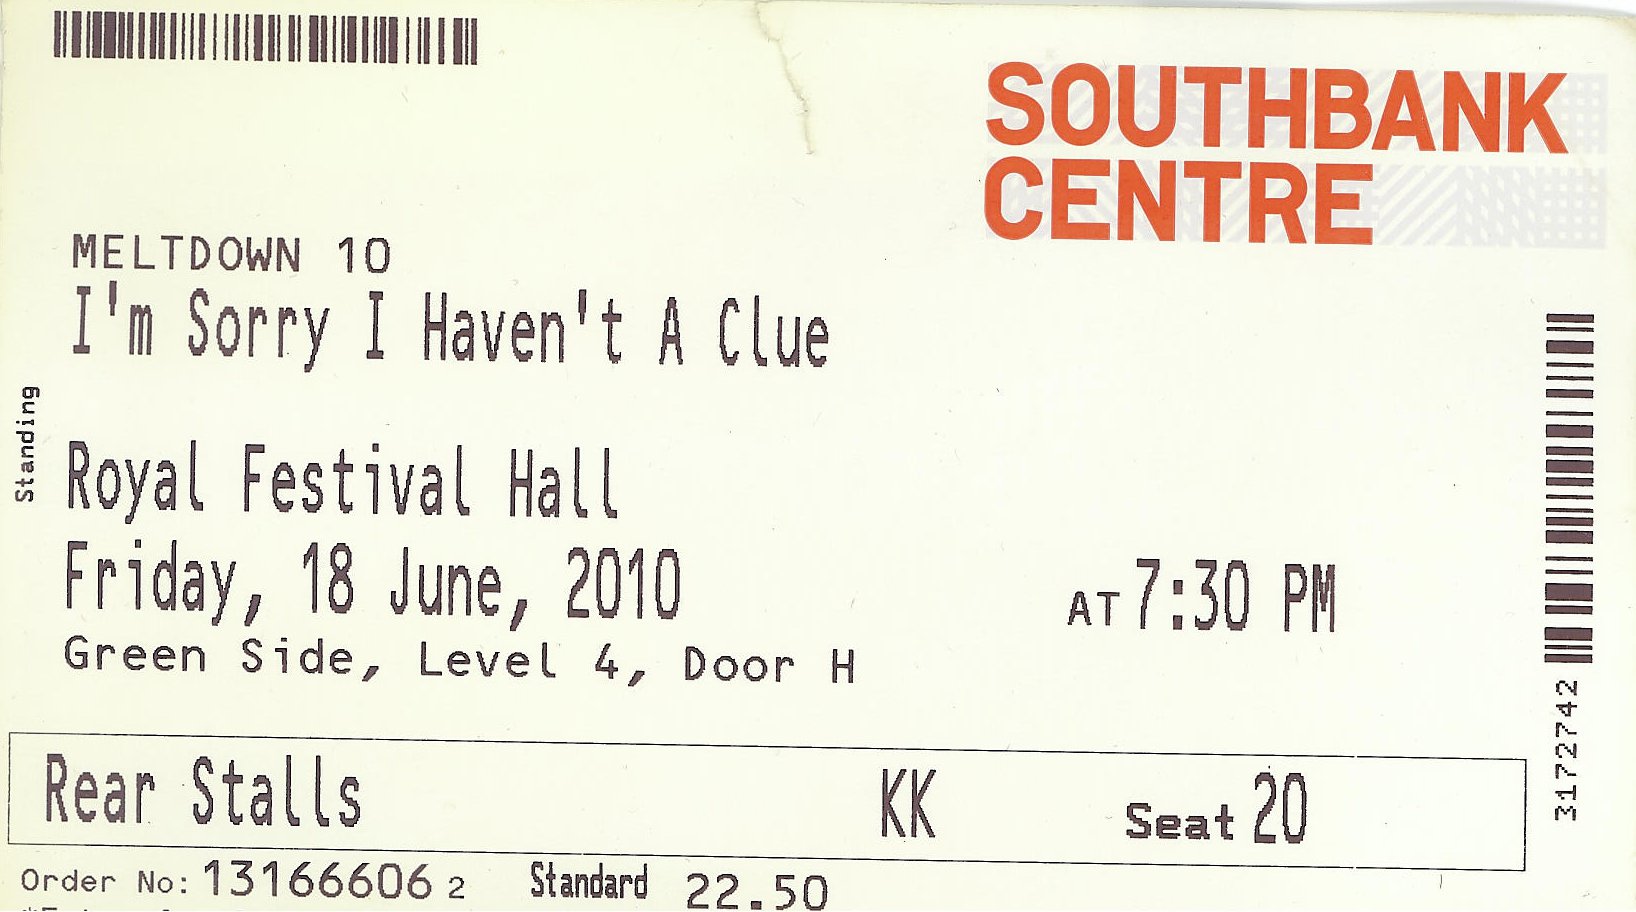 SOUTHBANK
CENTRE
MELTDOWN 10
I'm Sorry I Haven't A Clue
Standing
Royal Festival Hall
Friday, 18 June, 2010 AT 7:30 PM
Green Side, Level 4, Door H
3172742
Rear Stalls KK Seat 20
Order No: 13166606 2 Standard 22.50